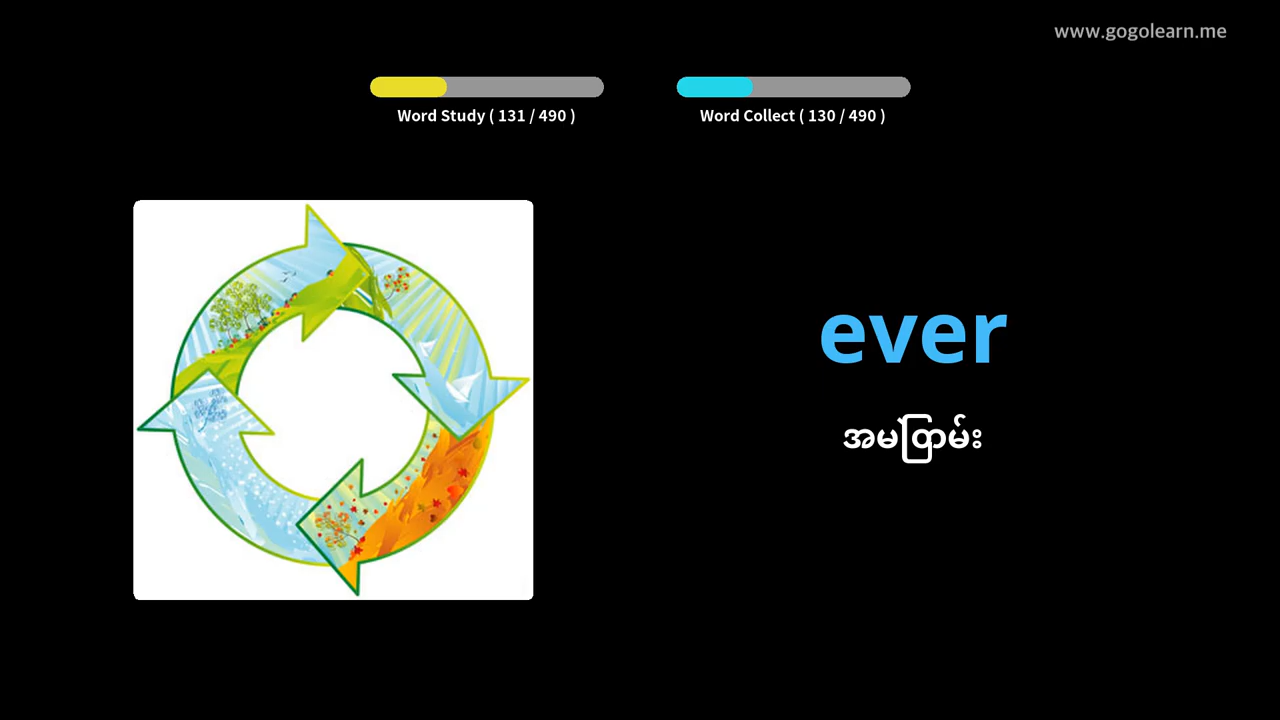 www.gogolearn.me
Word Study ( 131 / 490 )
Word Collect ( 130 / 490 )
ever
အမြဲတမ်း